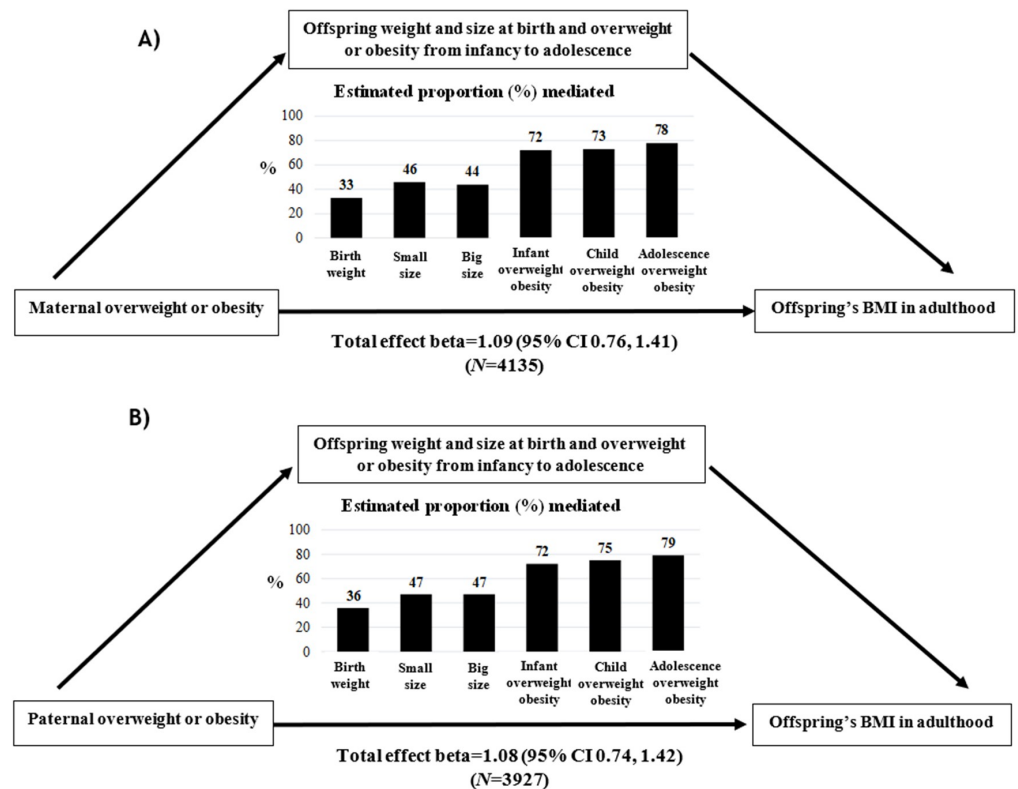 A)
Offspring weight and size at birth and overweight
or obesity from infancy to adolescence
Estimated proportion (%) mediated
%
100
80
60
40
20
0
33
46
44
72
73
78
Birth
weight
Small
size
Big
size
Infant
overweight
obesity
Child
overweight
obesity
Adolescence
overweight
obesity
Maternal overweight or obesity
Offspring's BMI in adulthood
Total effect beta=1.09 (95% CI 0.76, 1.41)
(N=4135)
B)
Offspring weight and size at birth and overweight
or obesity from infancy to adolescence
Estimated proportion (%) mediated
%
100
80
60
40
20
0
36
47
47
72
75
79
Birth
weight
Small
size
Big
size
Infant
overweight
obesity
Child
overweight
obesity
Adolescence
overweight
obesity
Paternal overweight or obesity
Offspring's BMI in adulthood
Total effect beta=1.08 (95% CI 0.74, 1.42)
(N=3927)